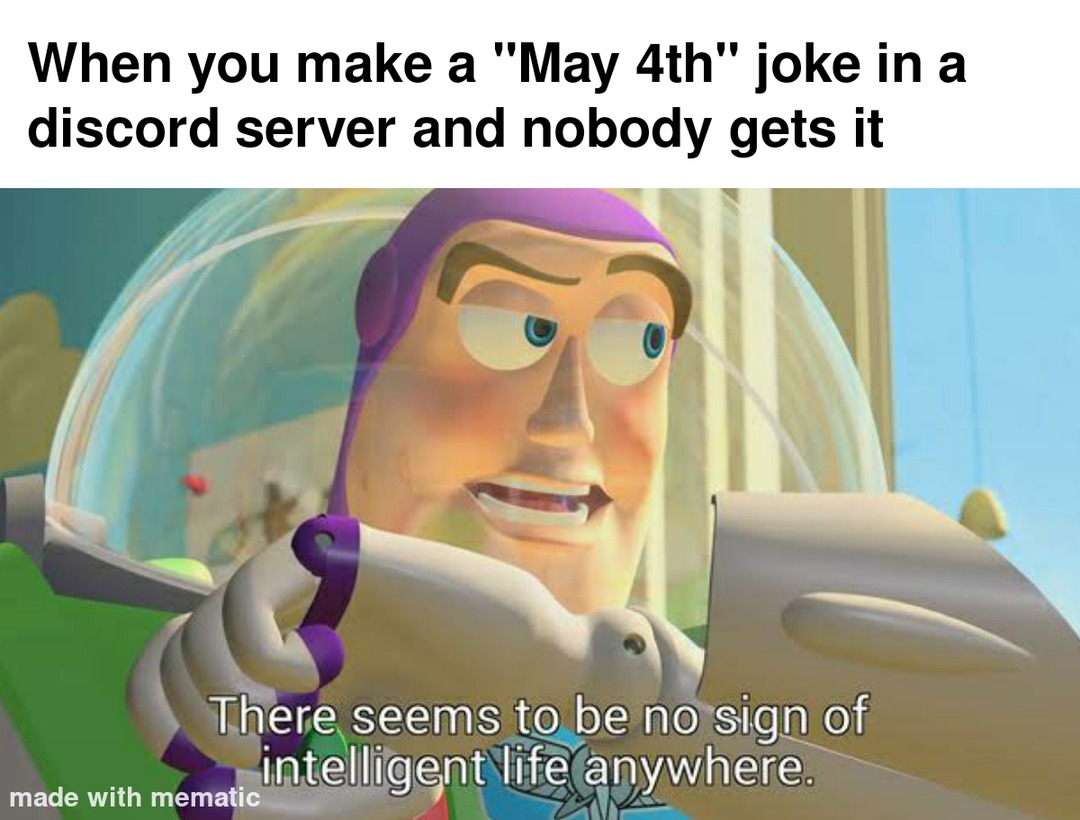 When you make a "May 4th" joke in a
discord server and nobody gets it
There seems to be no sign of
intelligent life anywhere.
made with mematic